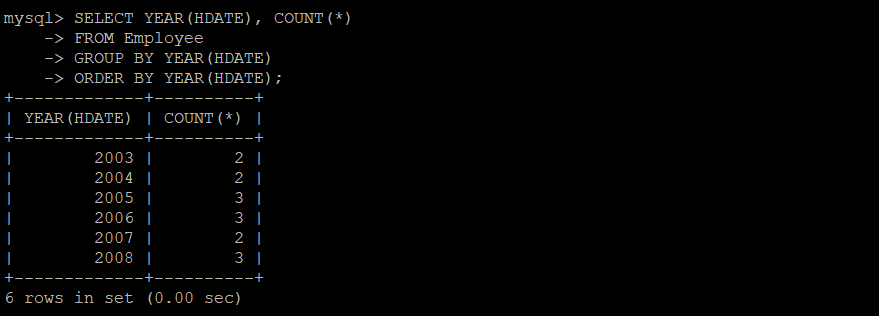 mysql> SELECT YEAR(HDATE), COUNT(*)
    -> FROM Employee
    -> GROUP BY YEAR(HDATE)
    -> ORDER BY YEAR(HDATE);
+-------------+----------+
| YEAR(HDATE) | COUNT(*) |
+-------------+----------+
|        2003 |        2 |
|        2004 |        2 |
|        2005 |        3 |
|        2006 |        3 |
|        2007 |        2 |
|        2008 |        3 |
+-------------+----------+
6 rows in set (0.00 sec)